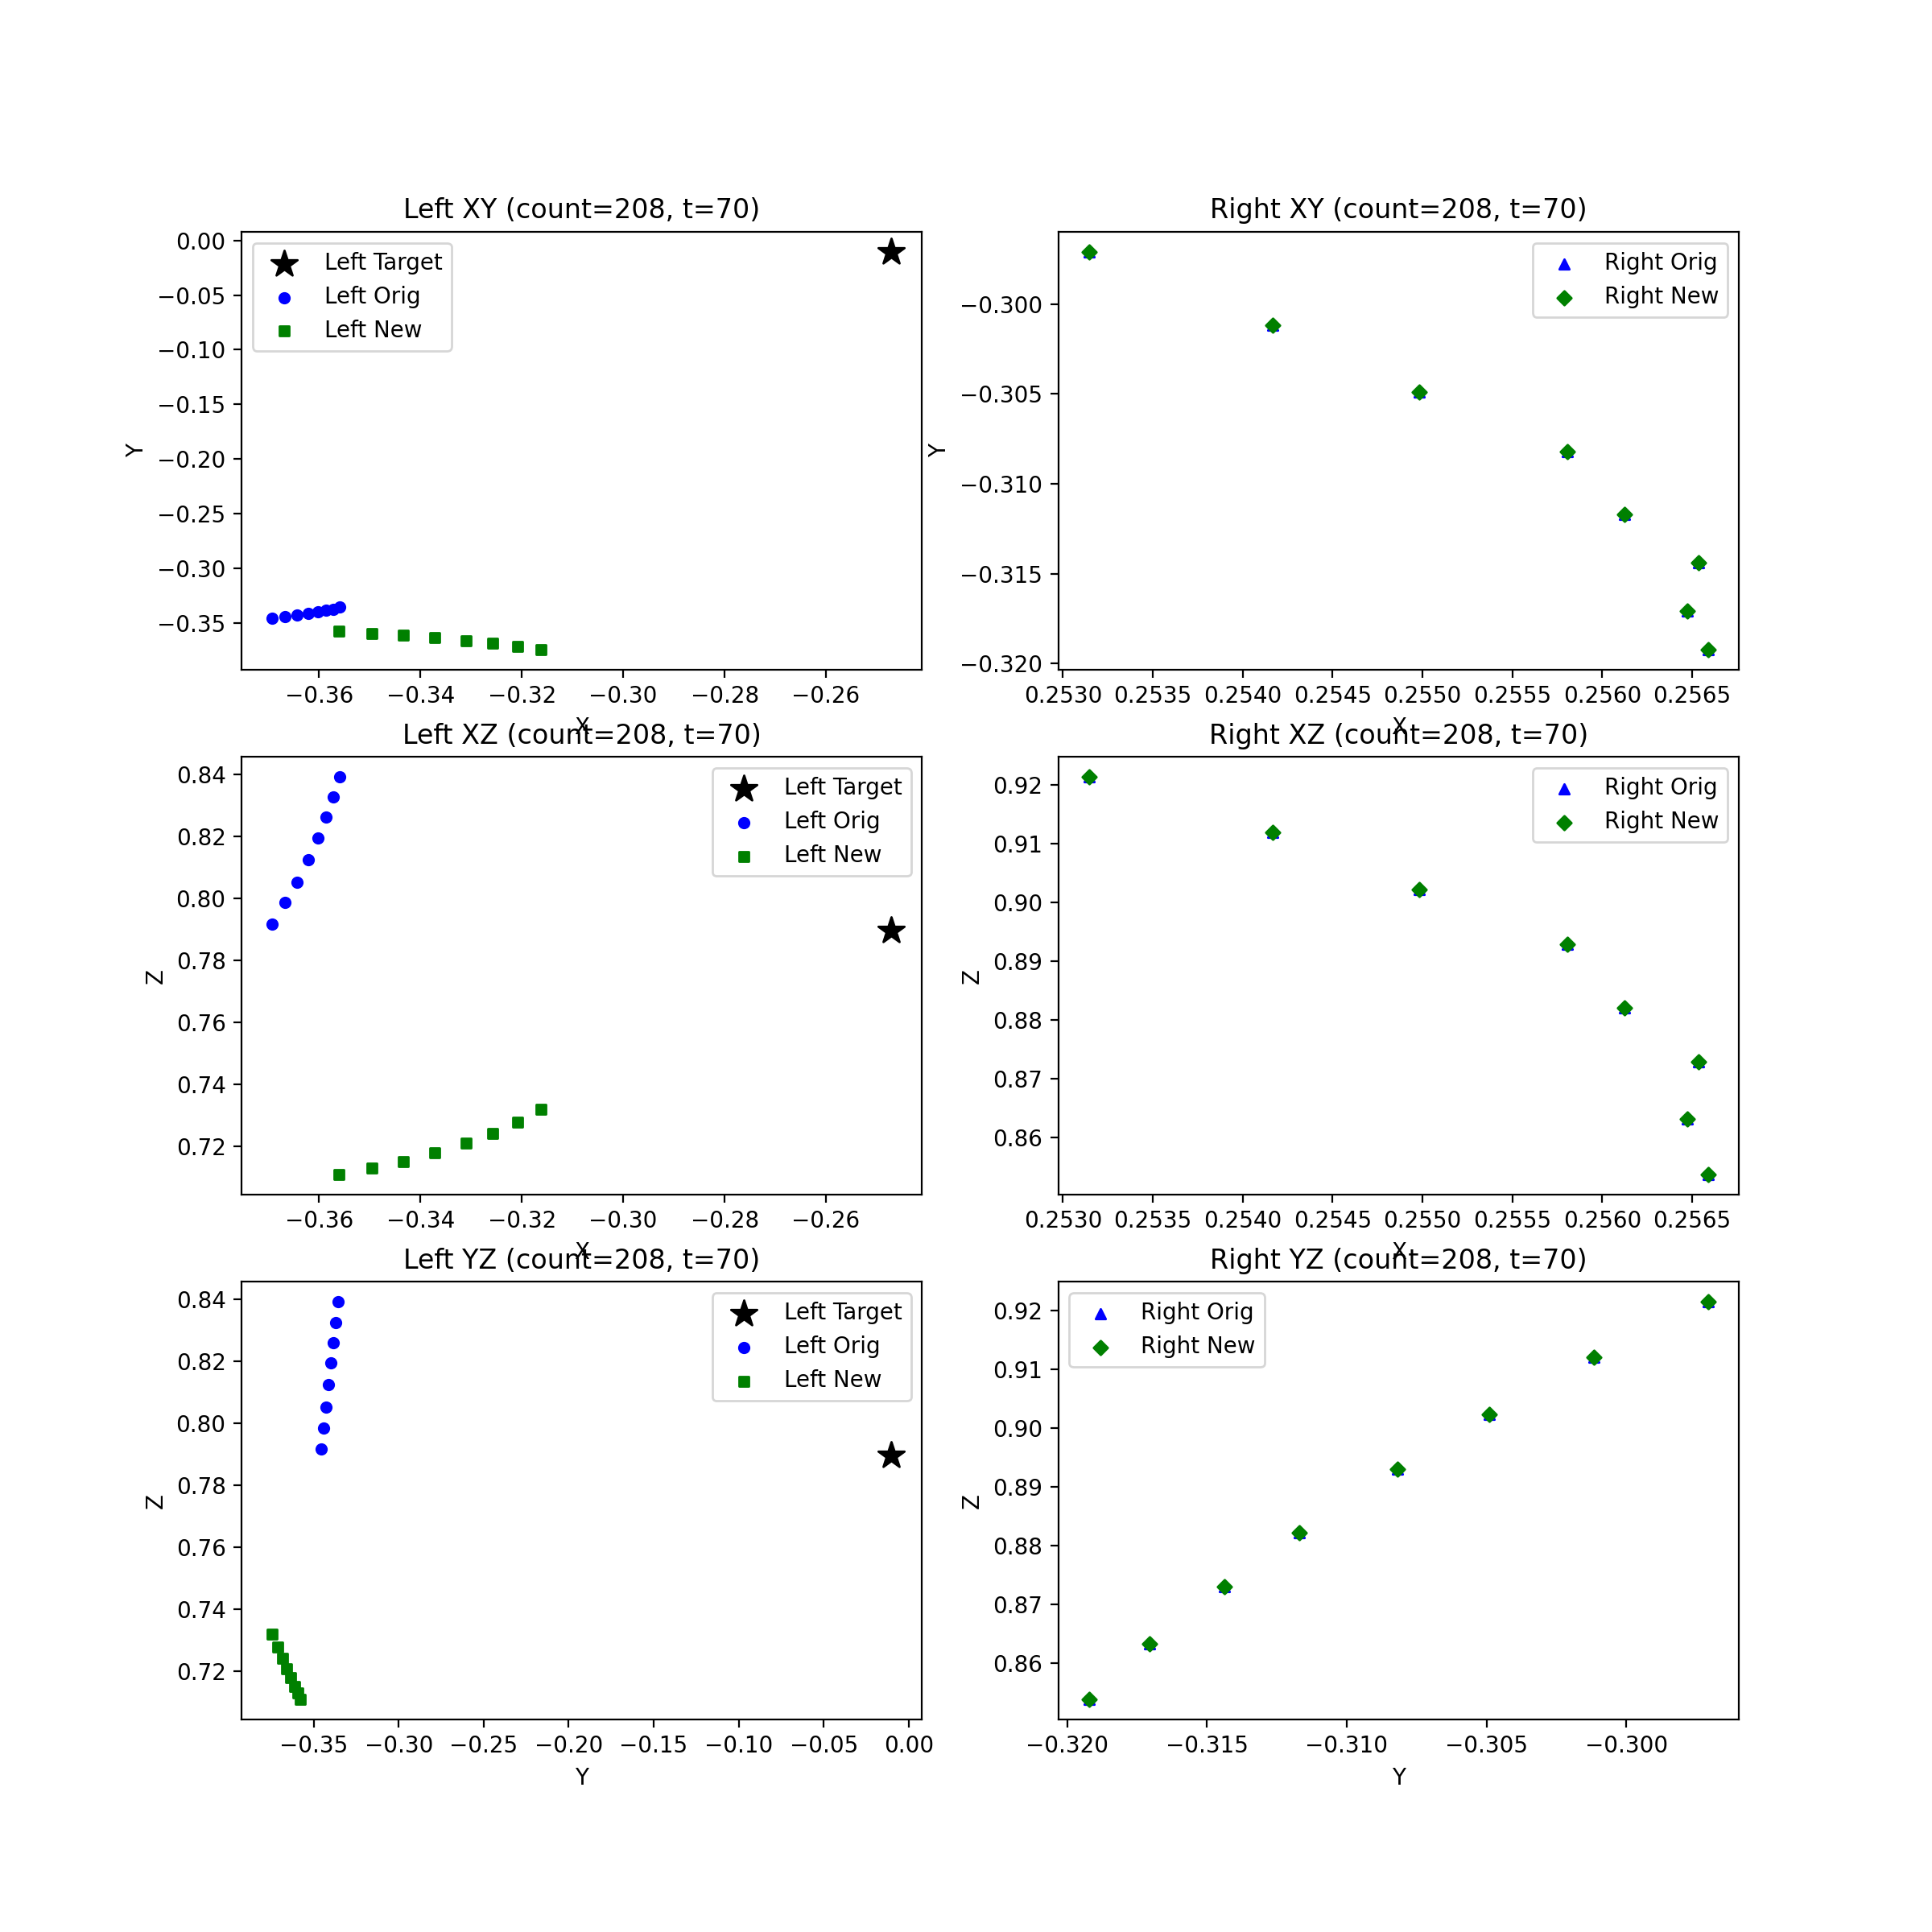 Left XY (count=208, t=70)
0.00
−0.05
−0.10
−0.15
−0.20
−0.25
−0.30
−0.35
Y
Left Target
Left Orig
Left New
−0.36 −0.34 −0.32 −0.30 −0.28 −0.26
X
Right XY (count=208, t=70)
−0.300
−0.305
−0.310
−0.315
−0.320
Y
Right Orig
Right New
0.2530 0.2535 0.2540 0.2545 0.2550 0.2555 0.2560 0.2565
X
Left XZ (count=208, t=70)
0.84
0.82
0.80
0.78
0.76
0.74
0.72
Z
Left Target
Left Orig
Left New
−0.36 −0.34 −0.32 −0.30 −0.28 −0.26
X
Right XZ (count=208, t=70)
0.92
0.91
0.90
0.89
0.88
0.87
0.86
Z
Right Orig
Right New
0.2530 0.2535 0.2540 0.2545 0.2550 0.2555 0.2560 0.2565
X
Left YZ (count=208, t=70)
0.84
0.82
0.80
0.78
0.76
0.74
0.72
Z
Left Target
Left Orig
Left New
−0.35 −0.30 −0.25 −0.20 −0.15 −0.10 −0.05 0.00
Y
Right YZ (count=208, t=70)
0.92
0.91
0.90
0.89
0.88
0.87
0.86
Z
Right Orig
Right New
−0.320 −0.315 −0.310 −0.305 −0.300
Y